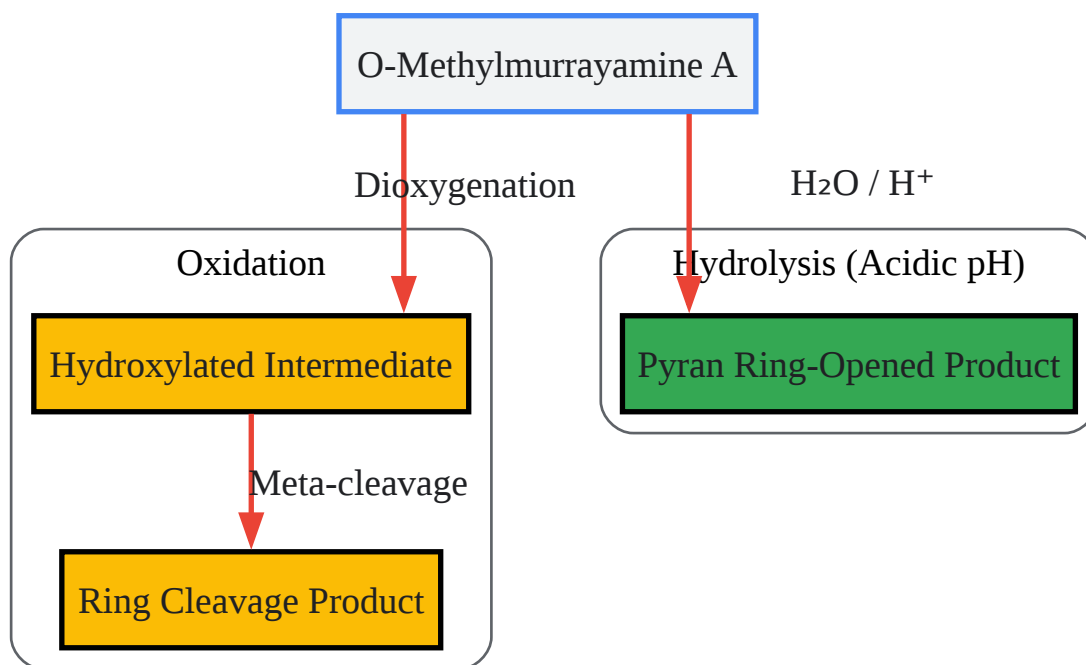 O-Methylmurrayamine A
Dioxygenation
H₂O / H⁺
Oxidation
Hydrolysis (Acidic pH)
Hydroxylated Intermediate
Pyran Ring-Opened Product
Meta-cleavage
Ring Cleavage Product